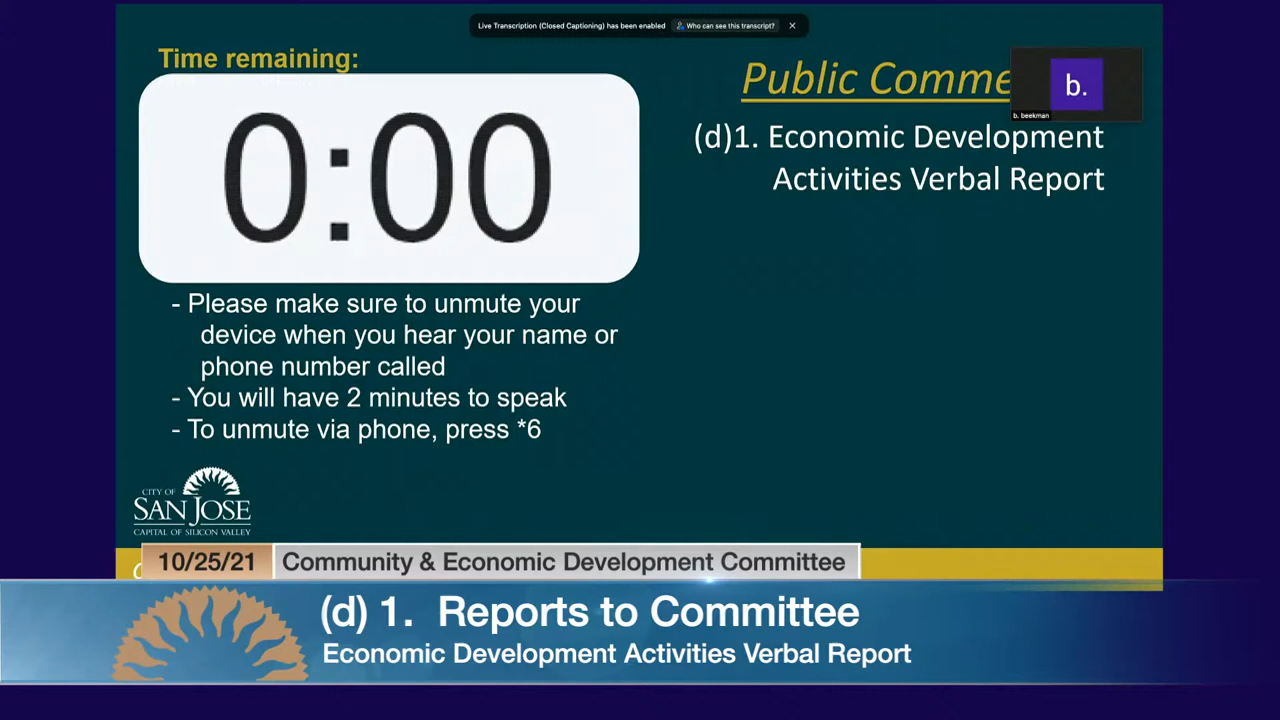 Live Transcription (Closed Captioning) has been enabled
Who can see this transcript?
Time remaining:
0:00
- Please make sure to unmute your
device when you hear your name or
phone number called
- You will have 2 minutes to speak
- To unmute via phone, press *6
Public Comme
b.
b. beekman
(d)1. Economic Development
Activities Verbal Report
CITY OF
SAN JOSE
CAPITAL OF SILICON VALLEY
10/25/21
Community & Economic Development Committee
(d) 1. Reports to Committee
Economic Development Activities Verbal Report